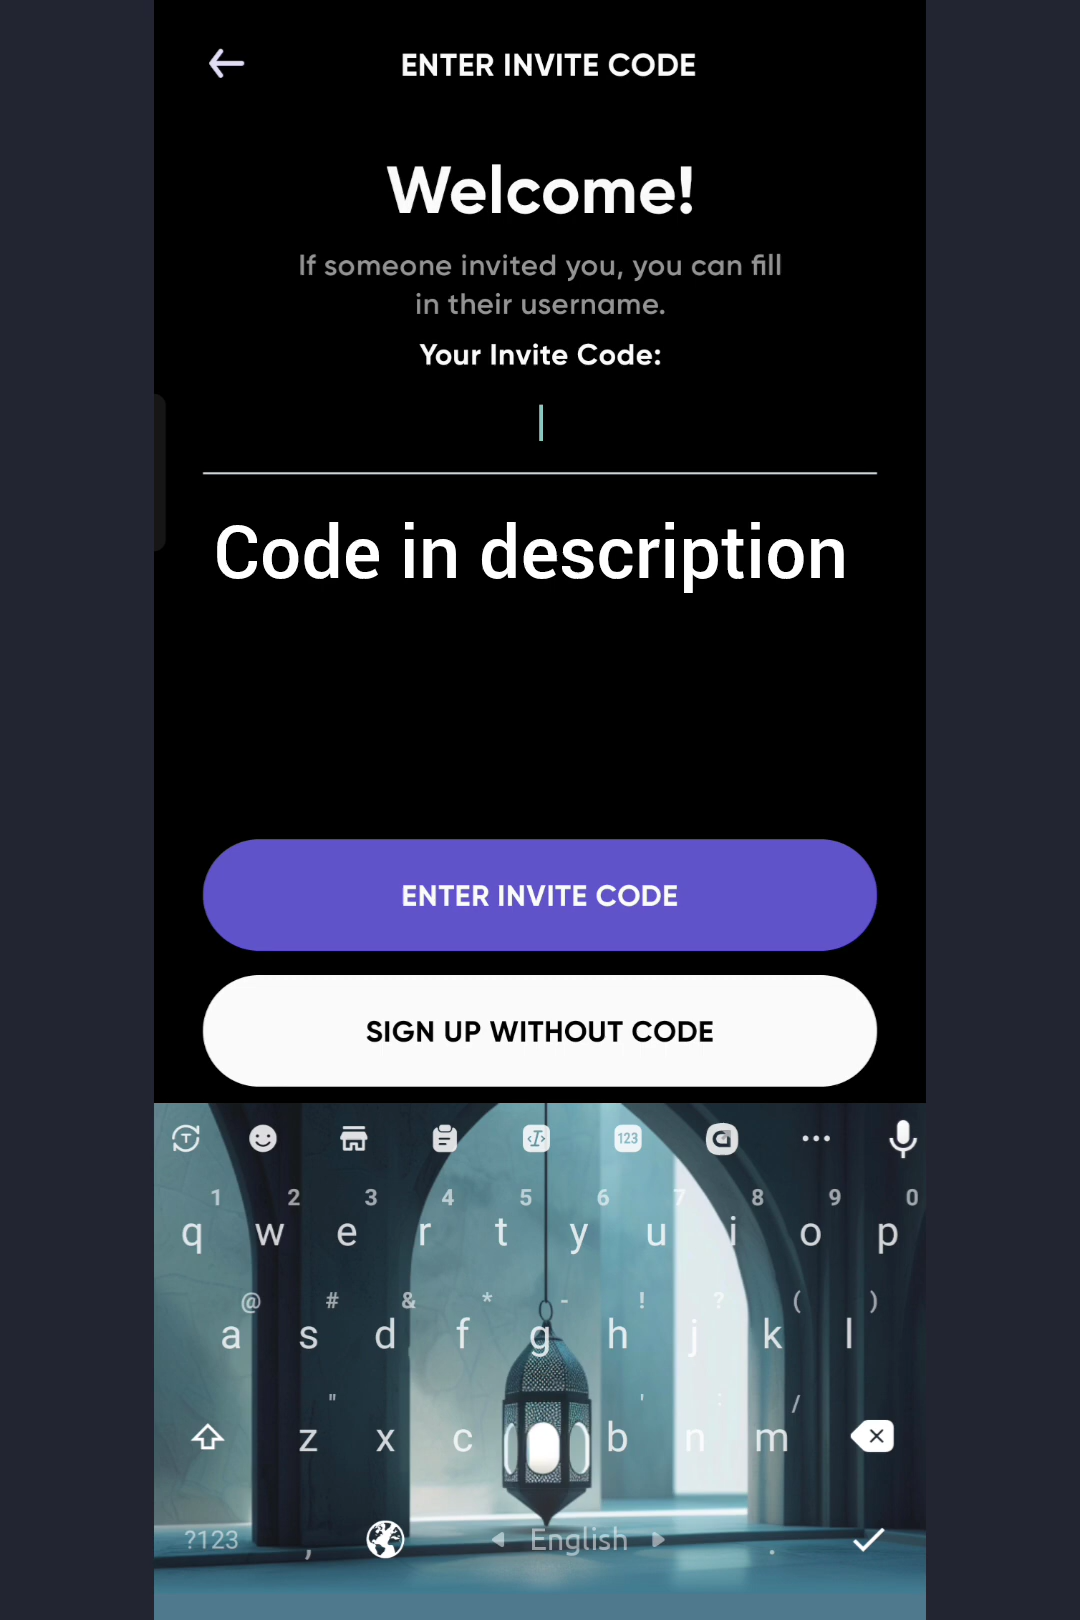 ENTER INVITE CODE
Welcome!
If someone invited you, you can fill
in their username.
Your Invite Code:
Code in description
ENTER INVITE CODE
SIGN UP WITHOUT CODE
T 123
1 2 3 4 5 6 7 8 9 0
q w e r t y u i o p
@ # & * - ! ? ( )
a s d f g h j k l
" ' : /
z x c b n m
?123 , English .